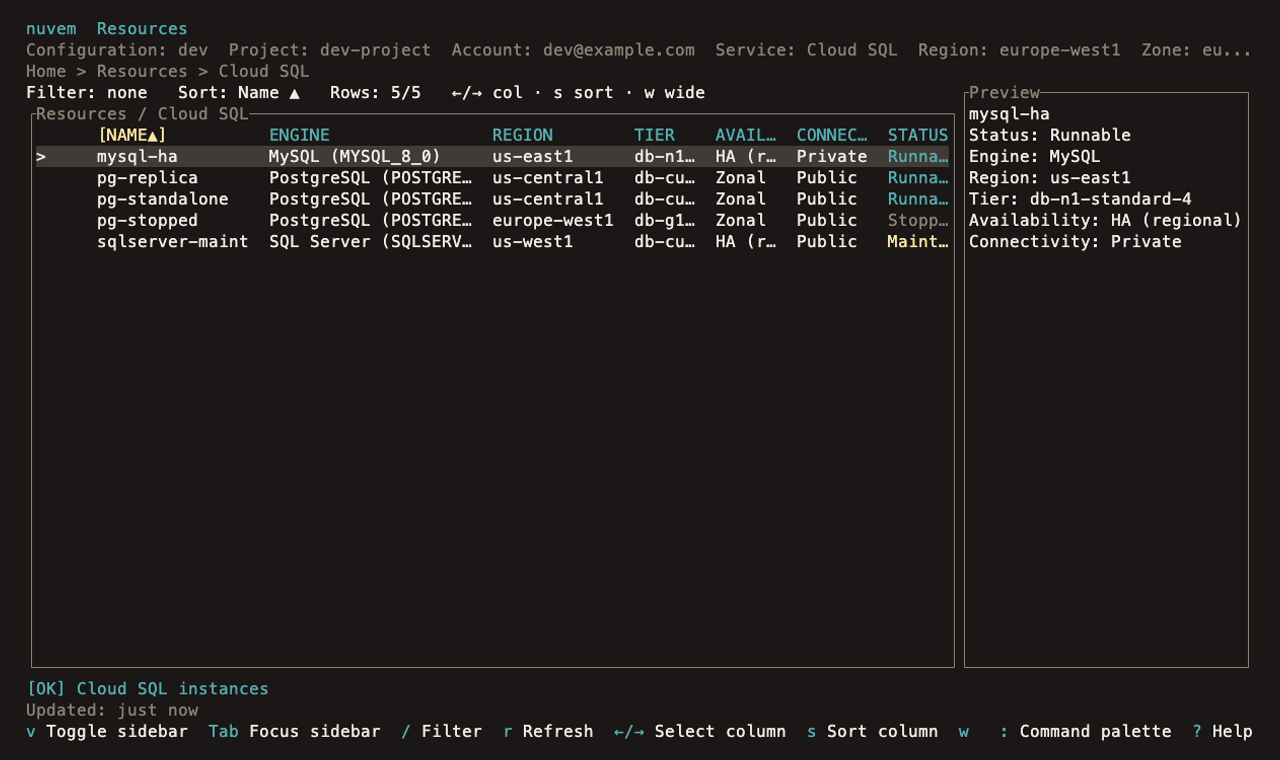 nuvem  Resources
Configuration: dev  Project: dev-project  Account: dev@example.com  Service: Cloud SQL  Region: europe-west1  Zone: eu...
Home > Resources > Cloud SQL
Filter: none   Sort: Name ▲   Rows: 5/5   ←/→ col · s sort · w wide
Resources / Cloud SQL
[NAME▲]  ENGINE  REGION  TIER  AVAIL…  CONNEC…  STATUS
> mysql-ha  MySQL (MYSQL_8_0)  us-east1  db-n1…  HA (r…  Private  Runna…
pg-replica  PostgreSQL (POSTGRE…  us-central1  db-cu…  Zonal  Public  Runna…
pg-standalone  PostgreSQL (POSTGRE…  us-central1  db-cu…  Zonal  Public  Runna…
pg-stopped  PostgreSQL (POSTGRE…  europe-west1  db-g1…  Zonal  Public  Stopp…
sqlserver-maint  SQL Server (SQLSERV…  us-west1  db-cu…  HA (r…  Public  Maint…
Preview
mysql-ha
Status: Runnable
Engine: MySQL
Region: us-east1
Tier: db-n1-standard-4
Availability: HA (regional)
Connectivity: Private
[OK] Cloud SQL instances
Updated: just now
v Toggle sidebar  Tab Focus sidebar  / Filter  r Refresh  ←/→ Select column  s Sort column  w   : Command palette  ? Help